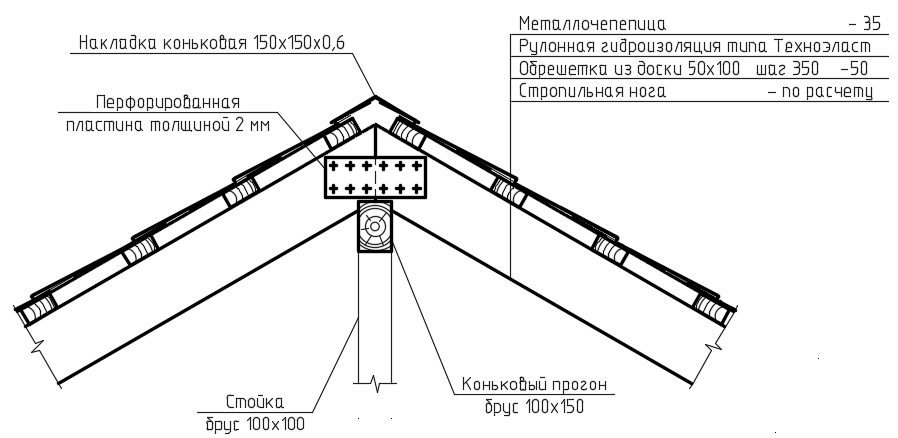 Накладка коньковая 150х150х0,6
Перфорированная
пластина толщиной 2 мм
Металлочепепица - 35
Рулонная гидроизоляция типа Техноэласт
Обрешетка из доски 50х100 шаг 350 -50
Стропильная нога - по расчету
Стойка
брус 100х100
Коньковый прогон
брус 100х150